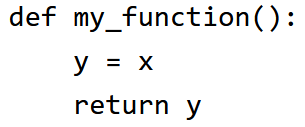 def my_function():
    y = x
    return y